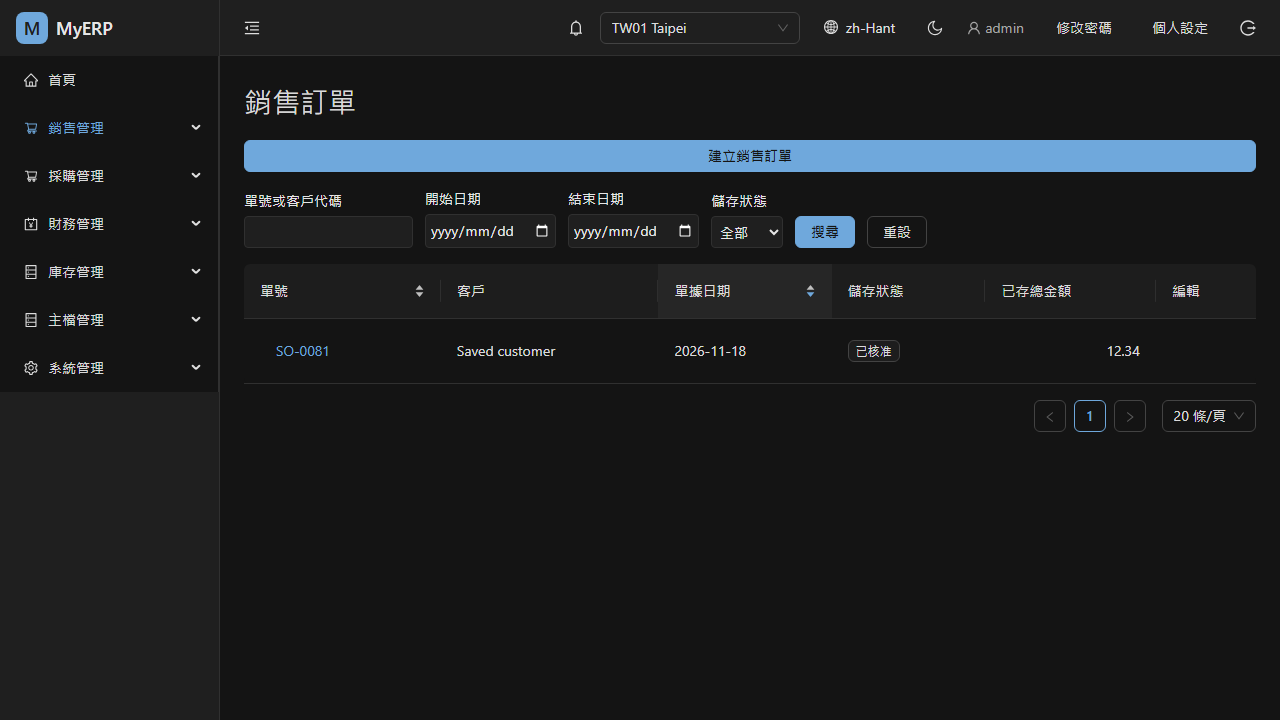 M MyERP
TW01 Taipei
zh-Hant
admin
修改密碼
個人設定
首頁
銷售管理
採購管理
財務管理
庫存管理
主檔管理
系統管理
銷售訂單
建立銷售訂單
單號或客戶代碼
開始日期
yyyy/mm/dd
結束日期
yyyy/mm/dd
儲存狀態
全部
搜尋
重設
單號 客戶 單據日期 儲存狀態 已存總金額 編輯
SO-0081 Saved customer 2026-11-18 已核准 12.34
< 1 > 20 條/頁